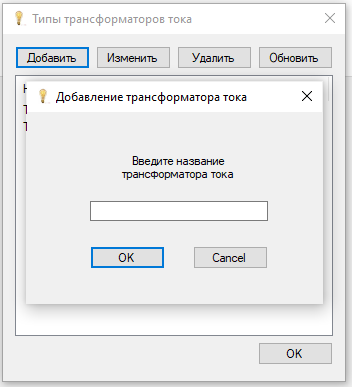 Типы трансформаторов тока
Добавить Изменить Удалить Обновить
Добавление трансформатора тока
Введите название
трансформатора тока
OK Cancel
OK